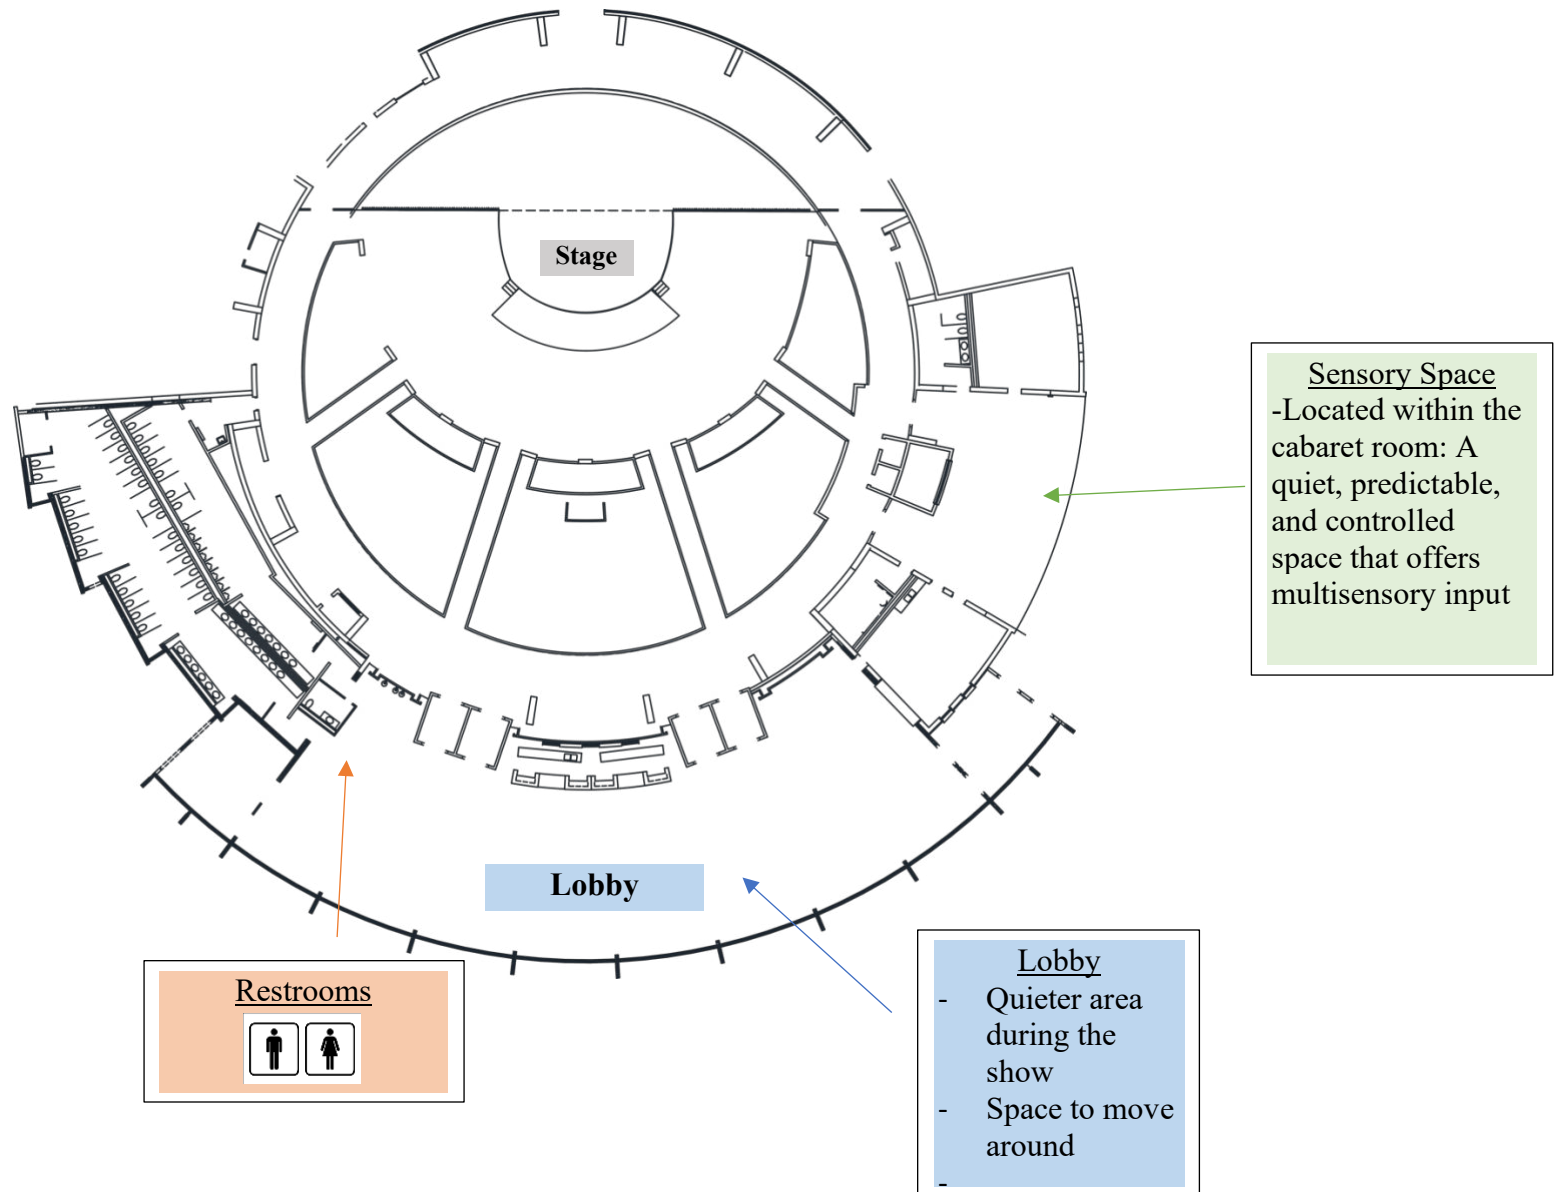 Stage
Sensory Space
-Located within the
cabaret room: A
quiet, predictable,
and controlled
space that offers
multisensory input
Lobby
Restrooms
Lobby
- Quieter area
during the
show
- Space to move
around
-